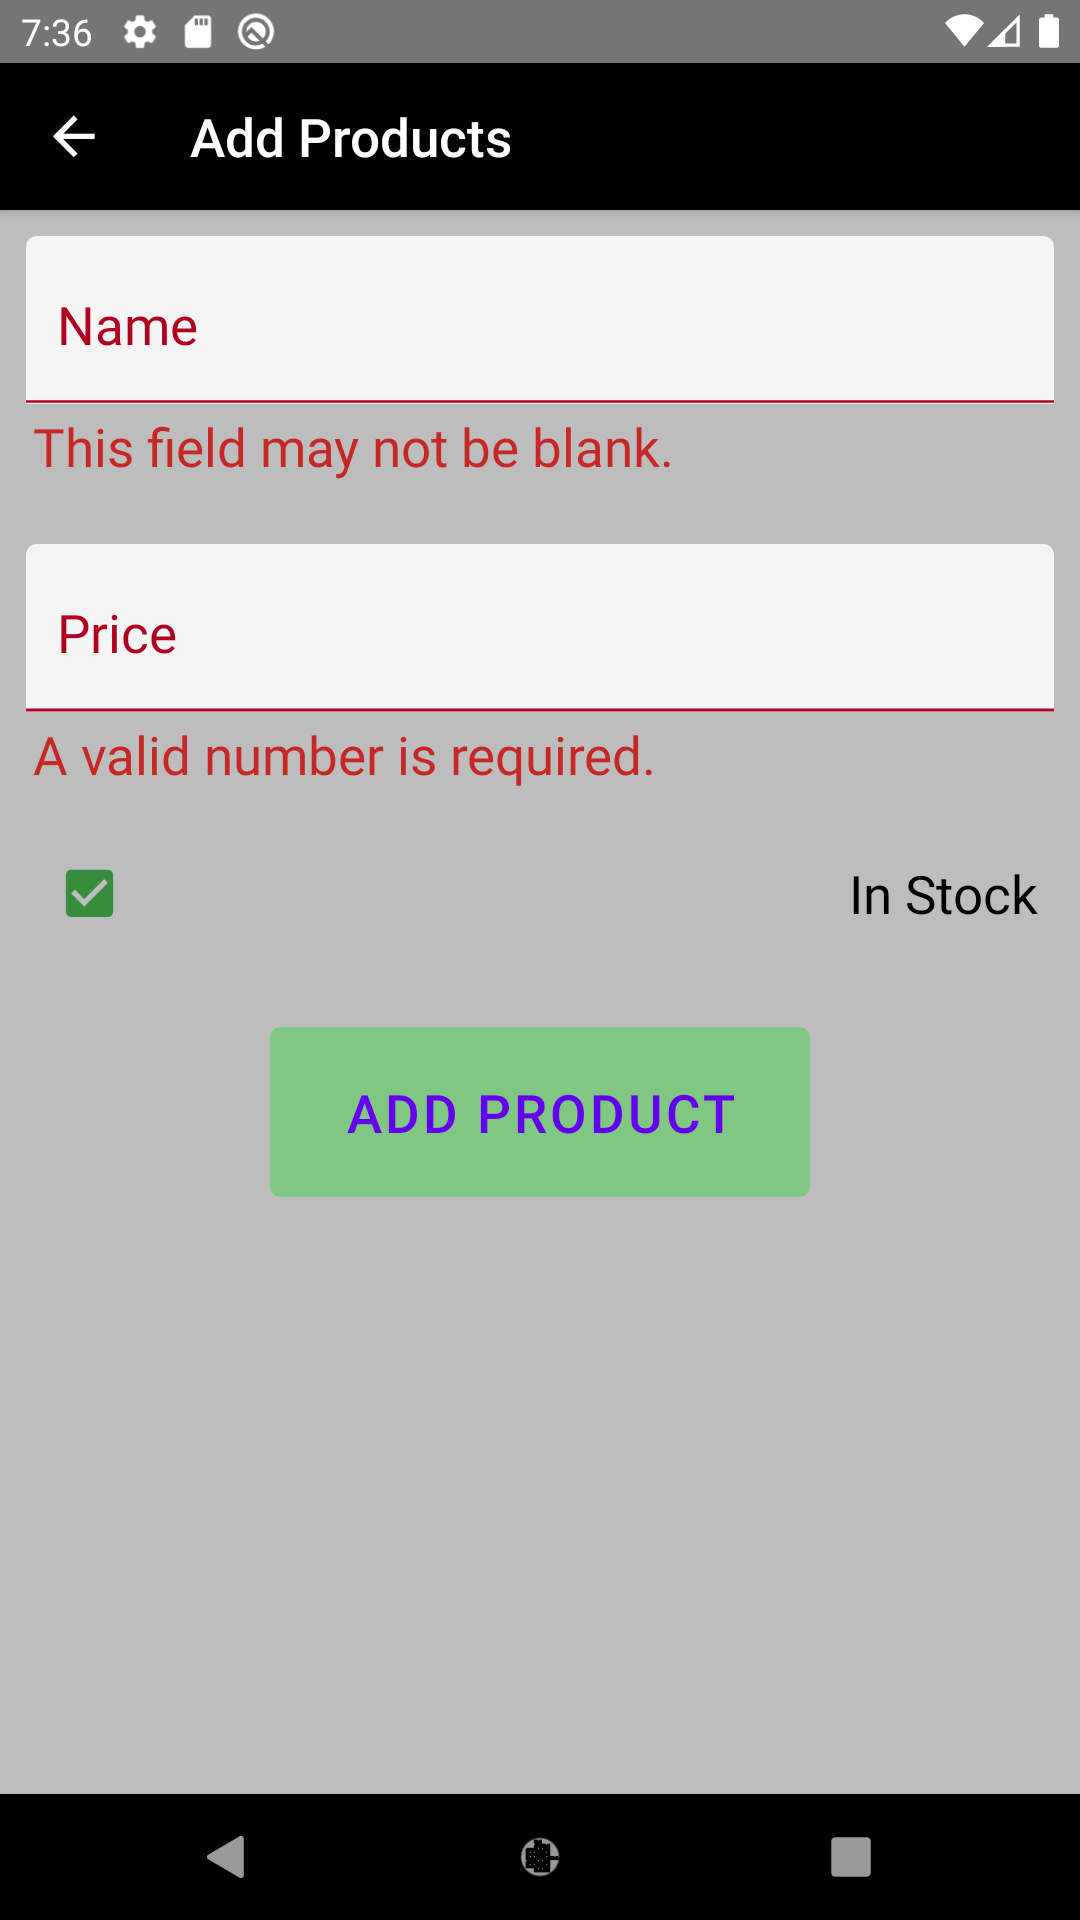 7:36
Add Products
Name
This field may not be blank.
Price
A valid number is required.
In Stock
ADD PRODUCT